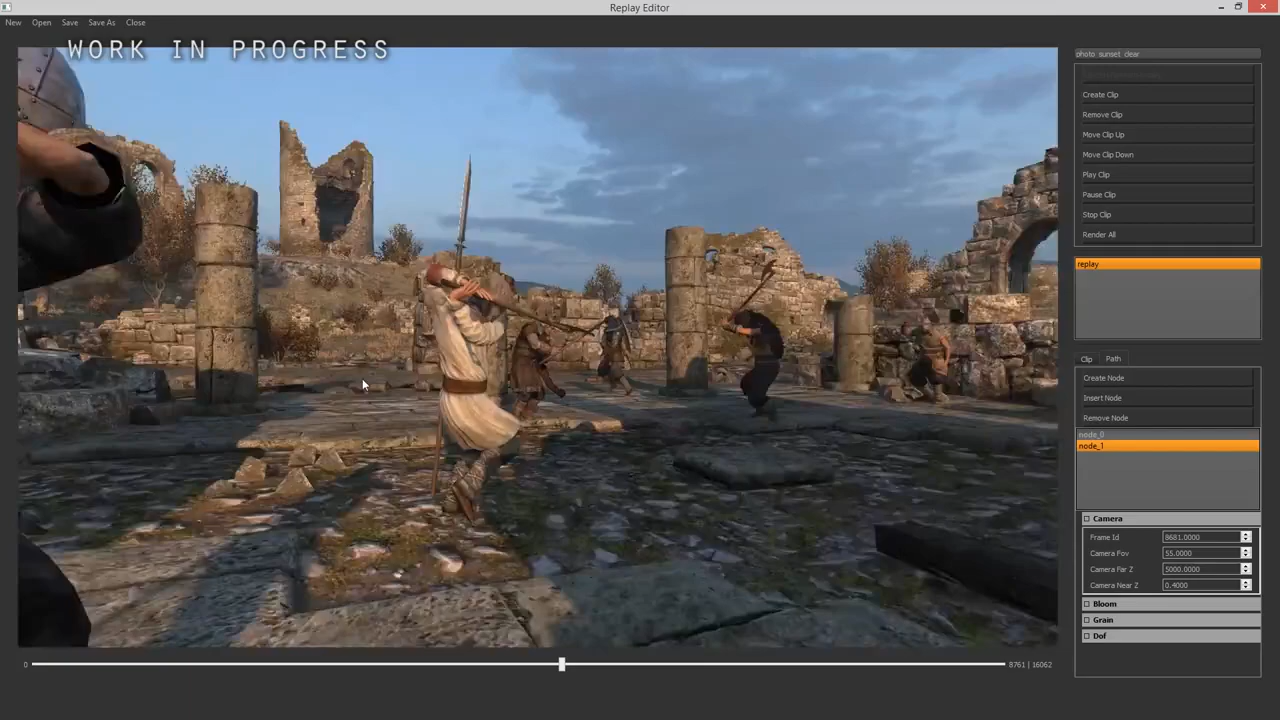 Replay Editor
New Open Save Save As Close
WORK IN PROGRESS
photo_sunset_clear
Create Clip
Remove Clip
Move Clip Up
Move Clip Down
Play Clip
Pause Clip
Stop Clip
Render All
replay
Clip Path
Create Node
Insert Node
Remove Node
node_0
node_1
Camera
Frame Id 8681.0000
Camera Fov 55.0000
Camera Far Z 5000.0000
Camera Near Z 0.4000
Bloom
Grain
Dof
0 8761 | 16062